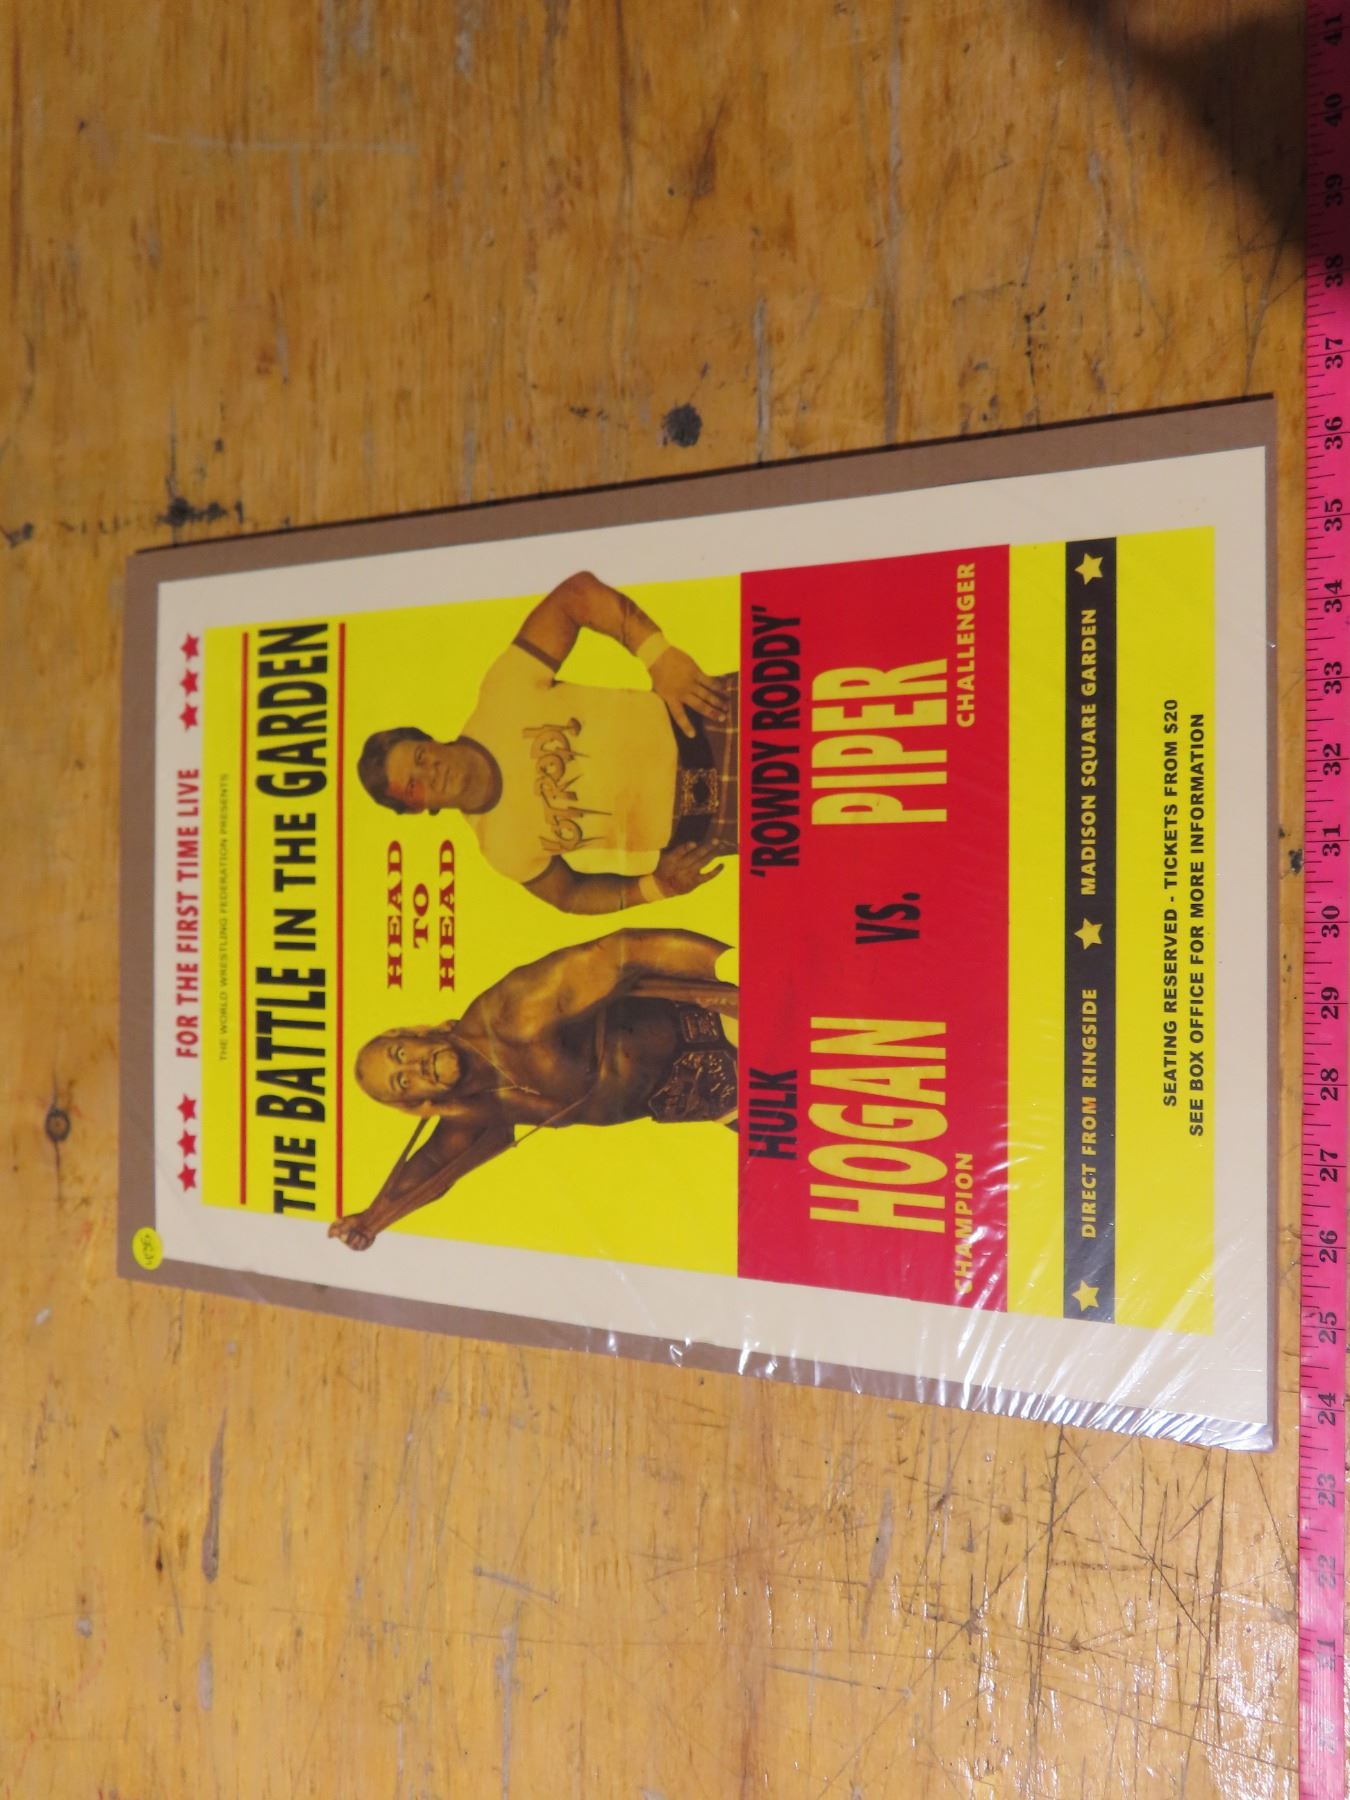 FOR THE FIRST TIME LIVE
THE WORLD WRESTLING FEDERATION PRESENTS
THE BATTLE IN THE GARDEN
HEAD
TO
HEAD
HOT ROD!
HULK 'ROWDY RODDY'
HOGAN VS. PIPER
CHAMPION CHALLENGER
DIRECT FROM RINGSIDE MADISON SQUARE GARDEN
SEATING RESERVED - TICKETS FROM $20
SEE BOX OFFICE FOR MORE INFORMATION
21
22
23
24
25
26
27
28
29
30
31
32
33
34
35
36
37
38
39
40
41